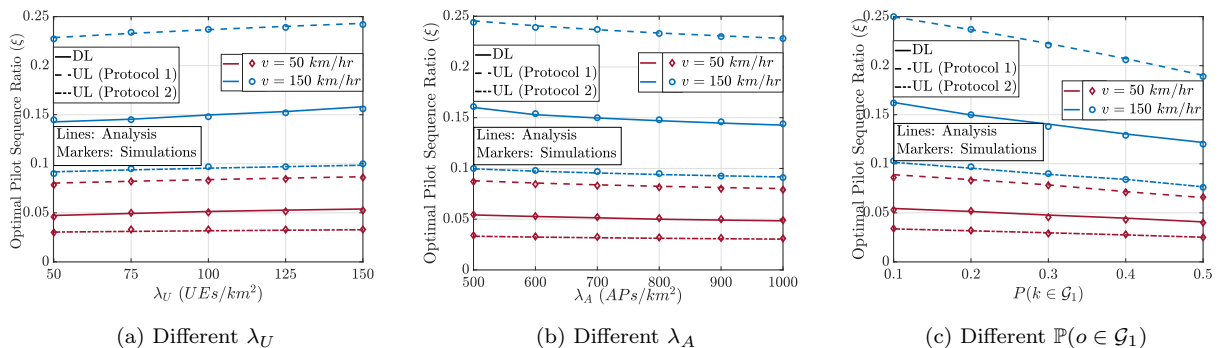 Optimal Pilot Sequence Ratio (ξ)
0.25
0.2
0.15
0.1
0.05
0
DL
UL (Protocol 1)
UL (Protocol 2)
v = 50 km/hr
v = 150 km/hr
Lines: Analysis
Markers: Simulations
50 75 100 125 150
λ_U (UEs/km²)
(a) Different λ_U
Optimal Pilot Sequence Ratio (ξ)
0.25
0.2
0.15
0.1
0.05
0
DL
UL (Protocol 1)
UL (Protocol 2)
v = 50 km/hr
v = 150 km/hr
Lines: Analysis
Markers: Simulations
500 600 700 800 900 1000
λ_A (APs/km²)
(b) Different λ_A
Optimal Pilot Sequence Ratio (ξ)
0.25
0.2
0.15
0.1
0.05
0
DL
UL (Protocol 1)
UL (Protocol 2)
v = 50 km/hr
v = 150 km/hr
Lines: Analysis
Markers: Simulations
0.1 0.2 0.3 0.4 0.5
P(k ∈ 𝒢₁)
(c) Different ℙ(o ∈ 𝒢₁)